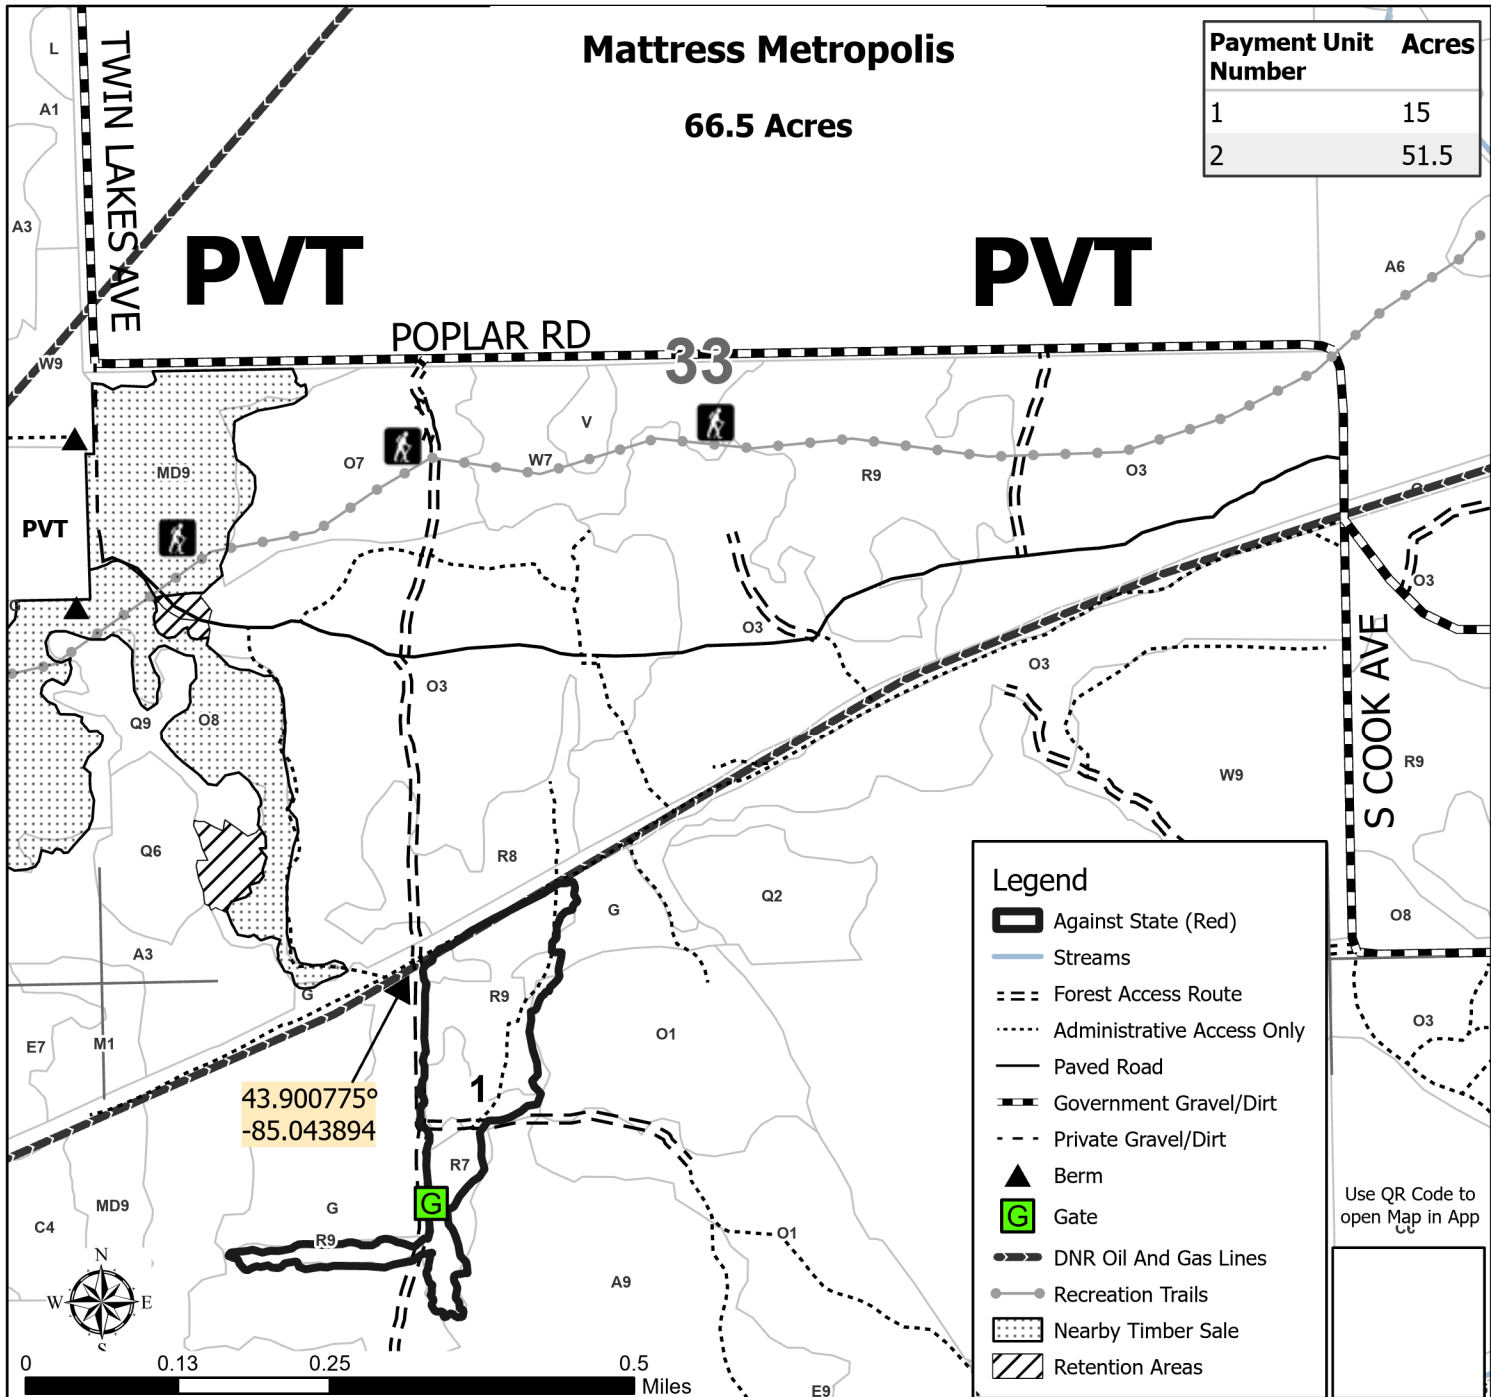 Mattress Metropolis
66.5 Acres
Payment Unit Number Acres
1 15
2 51.5
TWIN LAKES AVE
L
A1
A3
W9
PVT
PVT
A6
POPLAR RD
33
MD9
O7
W7
V
R9
O3
PVT
O3
O3
O3
O3
Q9
O8
W9
R9
S COOK AVE
Q6
R8
G
Q2
O8
A3
G
R9
O1
O3
E7
M1
1
43.900775°
-85.043894
R7
G
MD9
C4
G
R9
O1
A9
E9
N
W E
S
0 0.13 0.25 0.5
Miles
Legend
Against State (Red)
Streams
Forest Access Route
Administrative Access Only
Paved Road
Government Gravel/Dirt
Private Gravel/Dirt
Berm
G Gate
DNR Oil And Gas Lines
Recreation Trails
Nearby Timber Sale
Retention Areas
Use QR Code to
open Map in App